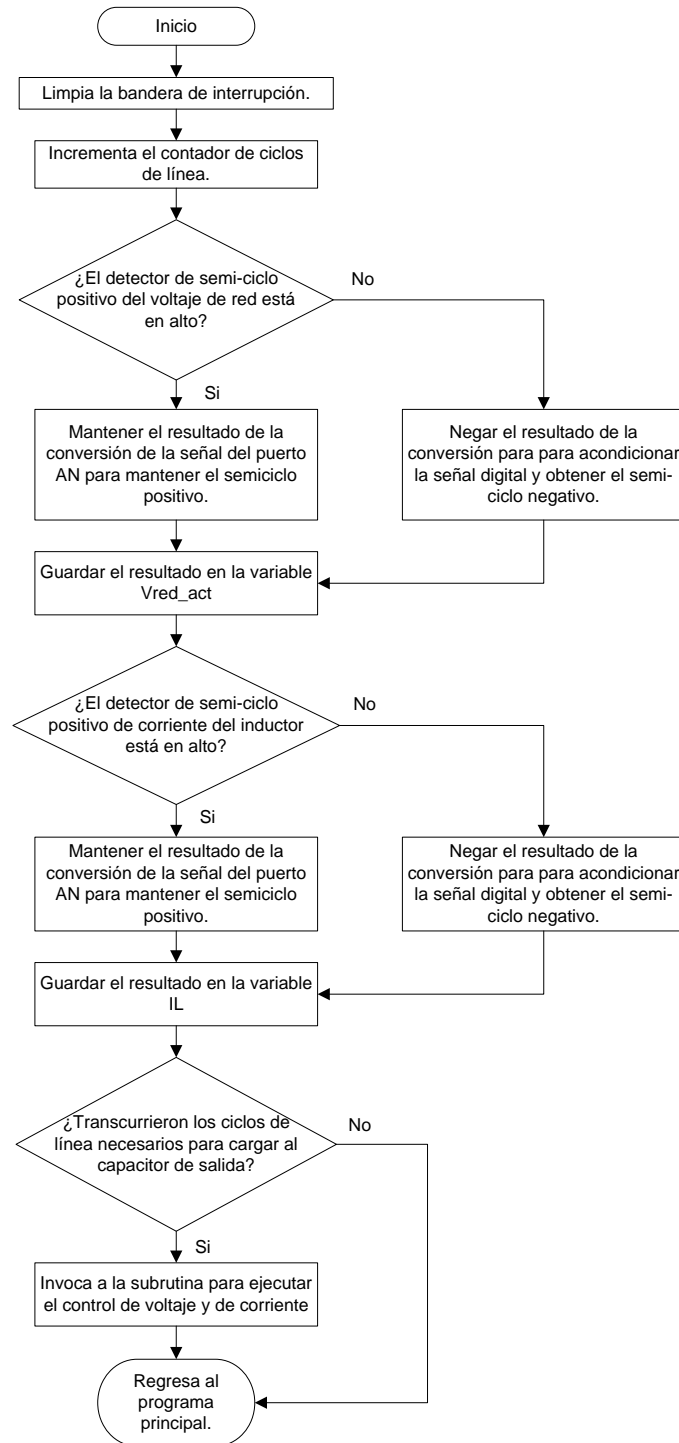 Inicio
Limpia la bandera de interrupción.
Incrementa el contador de ciclos
de línea.
¿El detector de semi-ciclo
positivo del voltaje de red está
en alto?
No
Si
Mantener el resultado de la
conversión de la señal del puerto
AN para mantener el semiciclo
positivo.
Negar el resultado de la
conversión para para acondicionar
la señal digital y obtener el semi-
ciclo negativo.
Guardar el resultado en la variable
Vred_act
¿El detector de semi-ciclo
positivo de corriente del inductor
está en alto?
No
Si
Mantener el resultado de la
conversión de la señal del puerto
AN para mantener el semiciclo
positivo.
Negar el resultado de la
conversión para para acondicionar
la señal digital y obtener el semi-
ciclo negativo.
Guardar el resultado en la variable
IL
¿Transcurrieron los ciclos de
línea necesarios para cargar al
capacitor de salida?
No
Si
Invoca a la subrutina para ejecutar
el control de voltaje y de corriente
Regresa al
programa
principal.